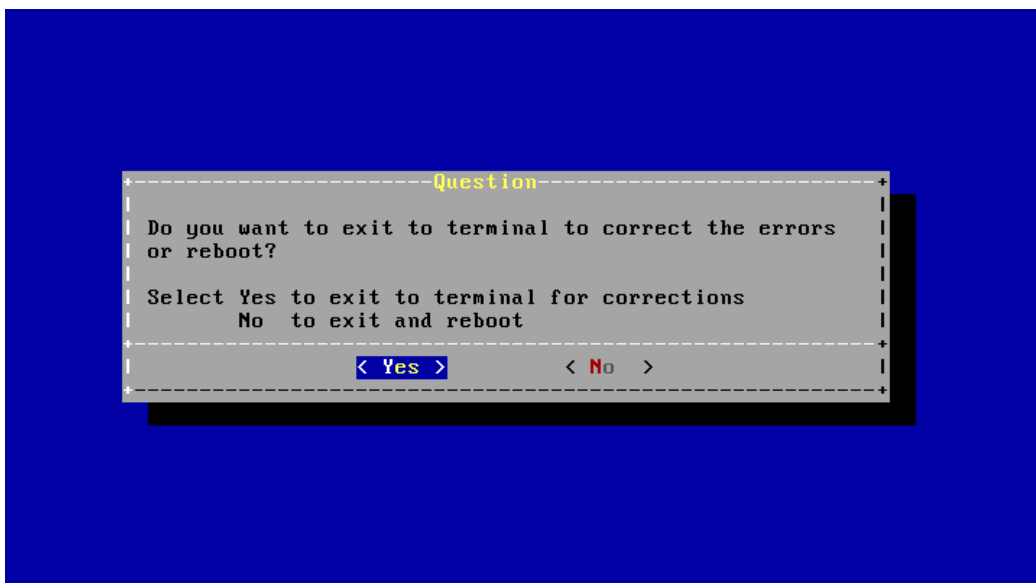 Question
Do you want to exit to terminal to correct the errors
or reboot?
Select Yes to exit to terminal for corrections
No to exit and reboot
< Yes > < No >